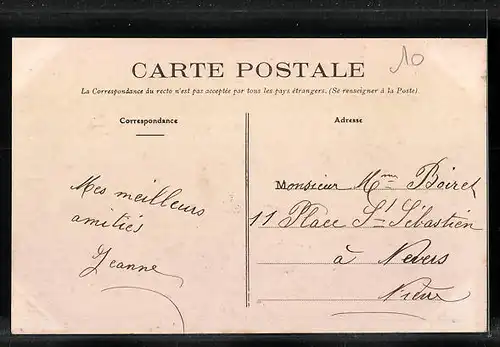 10
CARTE POSTALE
La Correspondance du recto n'est pas acceptée par tous les pays étrangers. (Se renseigner à la Poste)
Correspondance
Mes meilleurs
amitiés
Jeanne
Adresse
Monsieur Mme Boiret
11 Place St Sébastien
à Nevers
Nièvre